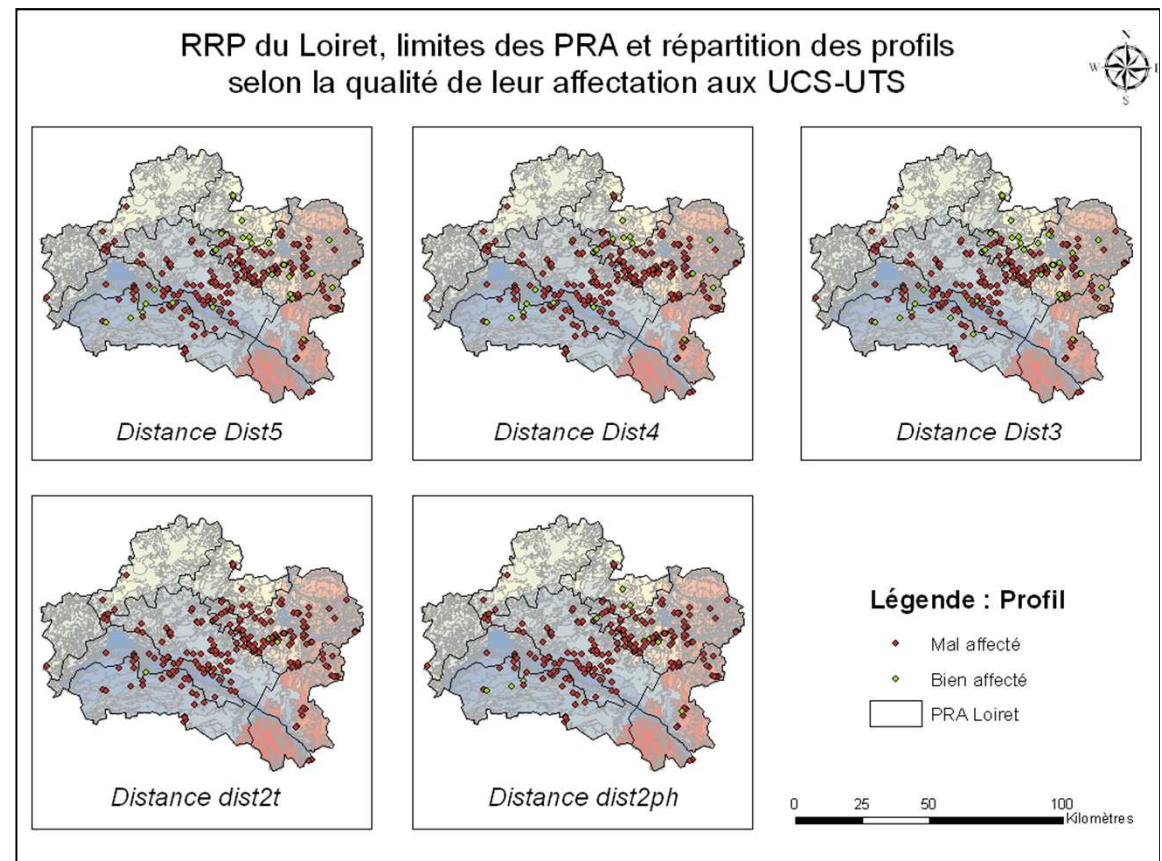 RRP du Loiret, limites des PRA et répartition des profils
selon la qualité de leur affectation aux UCS-UTS
N
W
E
S
Distance Dist5
Distance Dist4
Distance Dist3
Distance dist2t
Distance dist2ph
Légende : Profil
Mal affecté
Bien affecté
PRA Loiret
0 25 50 100
Kilomètres